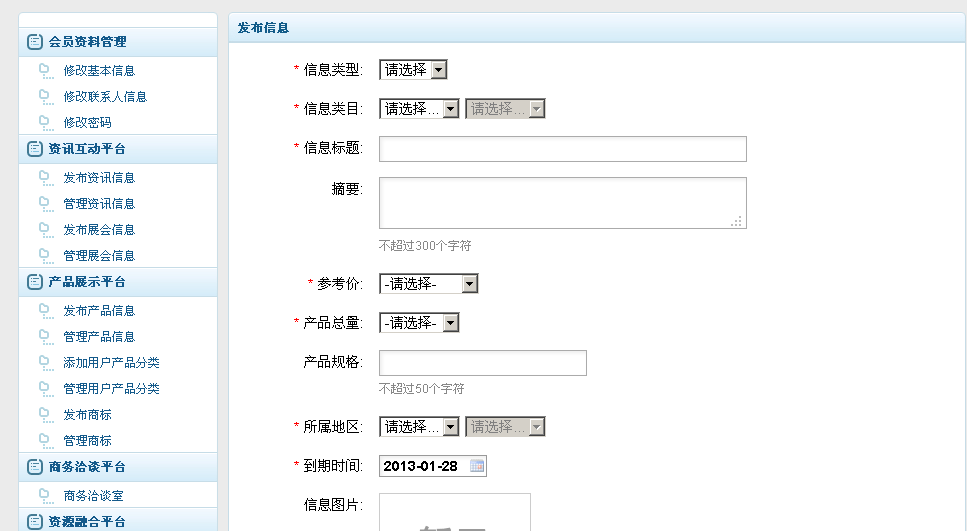 会员资料管理
修改基本信息
修改联系人信息
修改密码
资讯互动平台
发布资讯信息
管理资讯信息
发布展会信息
管理展会信息
产品展示平台
发布产品信息
管理产品信息
添加用户产品分类
管理用户产品分类
发布商标
管理商标
商务洽谈平台
商务洽谈室
资源融合平台
发布信息
* 信息类型: 请选择
* 信息类目: 请选择... 请选择...
* 信息标题:
摘要:
不超过300个字符
* 参考价: -请选择-
* 产品总量: -请选择-
产品规格:
不超过50个字符
* 所属地区: 请选择... 请选择...
* 到期时间: 2013-01-28
信息图片: